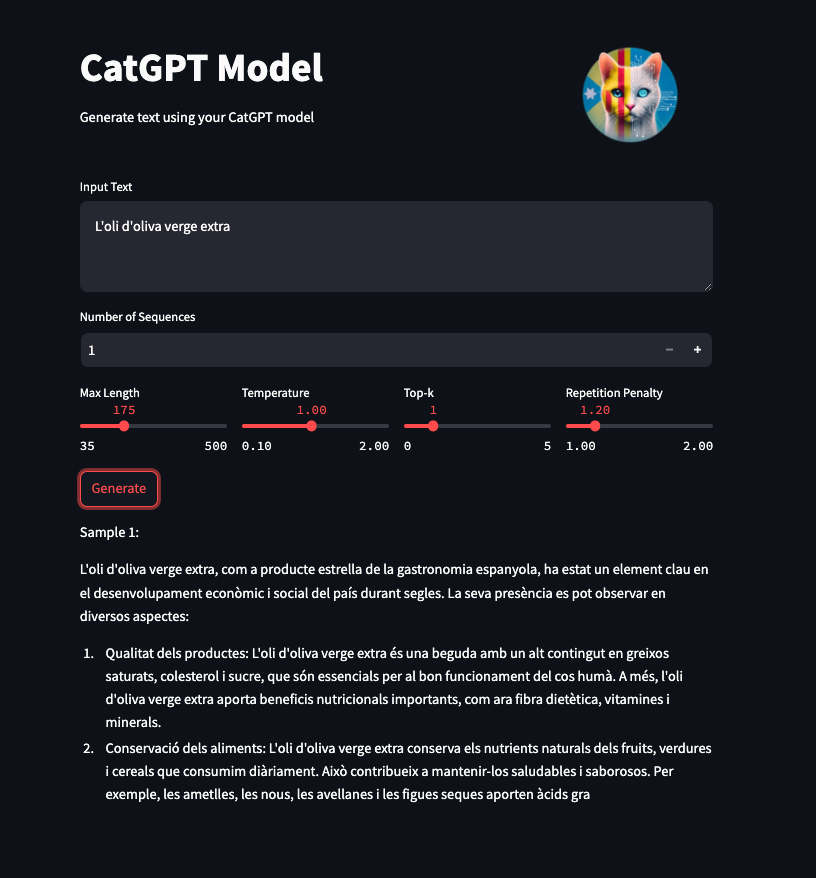 CatGPT Model
Generate text using your CatGPT model
Input Text
L'oli d'oliva verge extra
Number of Sequences
1 − +
Max Length Temperature Top-k Repetition Penalty
175 1.00 1 1.20
35 500 0.10 2.00 0 5 1.00 2.00
Generate
Sample 1:
L'oli d'oliva verge extra, com a producte estrella de la gastronomia espanyola, ha estat un element clau en
el desenvolupament econòmic i social del país durant segles. La seva presència es pot observar en
diversos aspectes:
1. Qualitat dels productes: L'oli d'oliva verge extra és una beguda amb un alt contingut en greixos
saturats, colesterol i sucre, que són essencials per al bon funcionament del cos humà. A més, l'oli
d'oliva verge extra aporta beneficis nutricionals importants, com ara fibra dietètica, vitamines i
minerals.
2. Conservació dels aliments: L'oli d'oliva verge extra conserva els nutrients naturals dels fruits, verdures
i cereals que consumim diàriament. Això contribueix a mantenir-los saludables i saborosos. Per
exemple, les ametlles, les nous, les avellanes i les figues seques aporten àcids gra